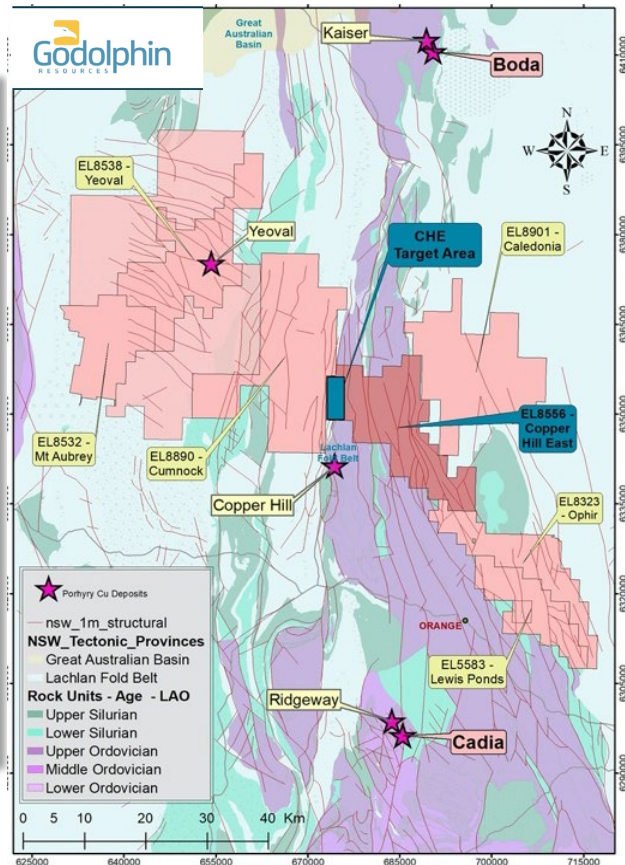 Godolphin
RESOURCES
Great
Australian
Basin
Kaiser
Boda
N
W
E
S
EL8538 -
Yeoval
Yeoval
CHE
Target Area
EL8901 -
Caledonia
EL8532 -
Mt Aubrey
EL8890 -
Cumnock
EL8556 -
Copper
Hill East
Lachlan
Fold Belt
Copper Hill
EL8323
- Ophir
ORANGE
EL5583 -
Lewis Ponds
Ridgeway
Cadia
Porhyry Cu Deposits
nsw_1m_structural
NSW_Tectonic_Provinces
Great Australian Basin
Lachlan Fold Belt
Rock Units - Age - LAO
Upper Silurian
Lower Silurian
Upper Ordovician
Middle Ordovician
Lower Ordovician
0 5 10 20 30 40 Km
625000 640000 655000 670000 685000 700000 715000
6410000
6395000
6380000
6365000
6350000
6335000
6320000
6305000
6290000